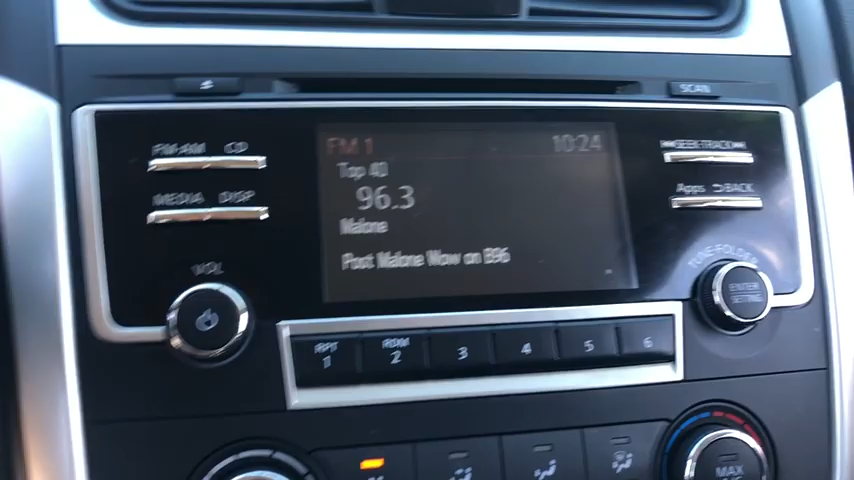 SCAN
FM·AM CD
MEDIA DISP
VOL
FM 1 10:24
Top 40
96.3
Malone
Post Malone Now on B96
SEEK·TRACK
Apps BACK
TUNE·FOLDER
ENTER
SETTING
RPT 1
RDM 2
3
4
5
6
MAX
A/C